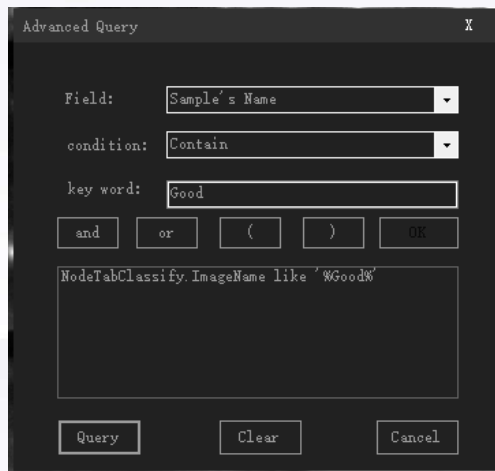 Advanced Query X
Field: Sample's Name
condition: Contain
key word: Good
and or ( ) OK
NodeTabClassify.ImageName like '%Good%'
Query Clear Cancel